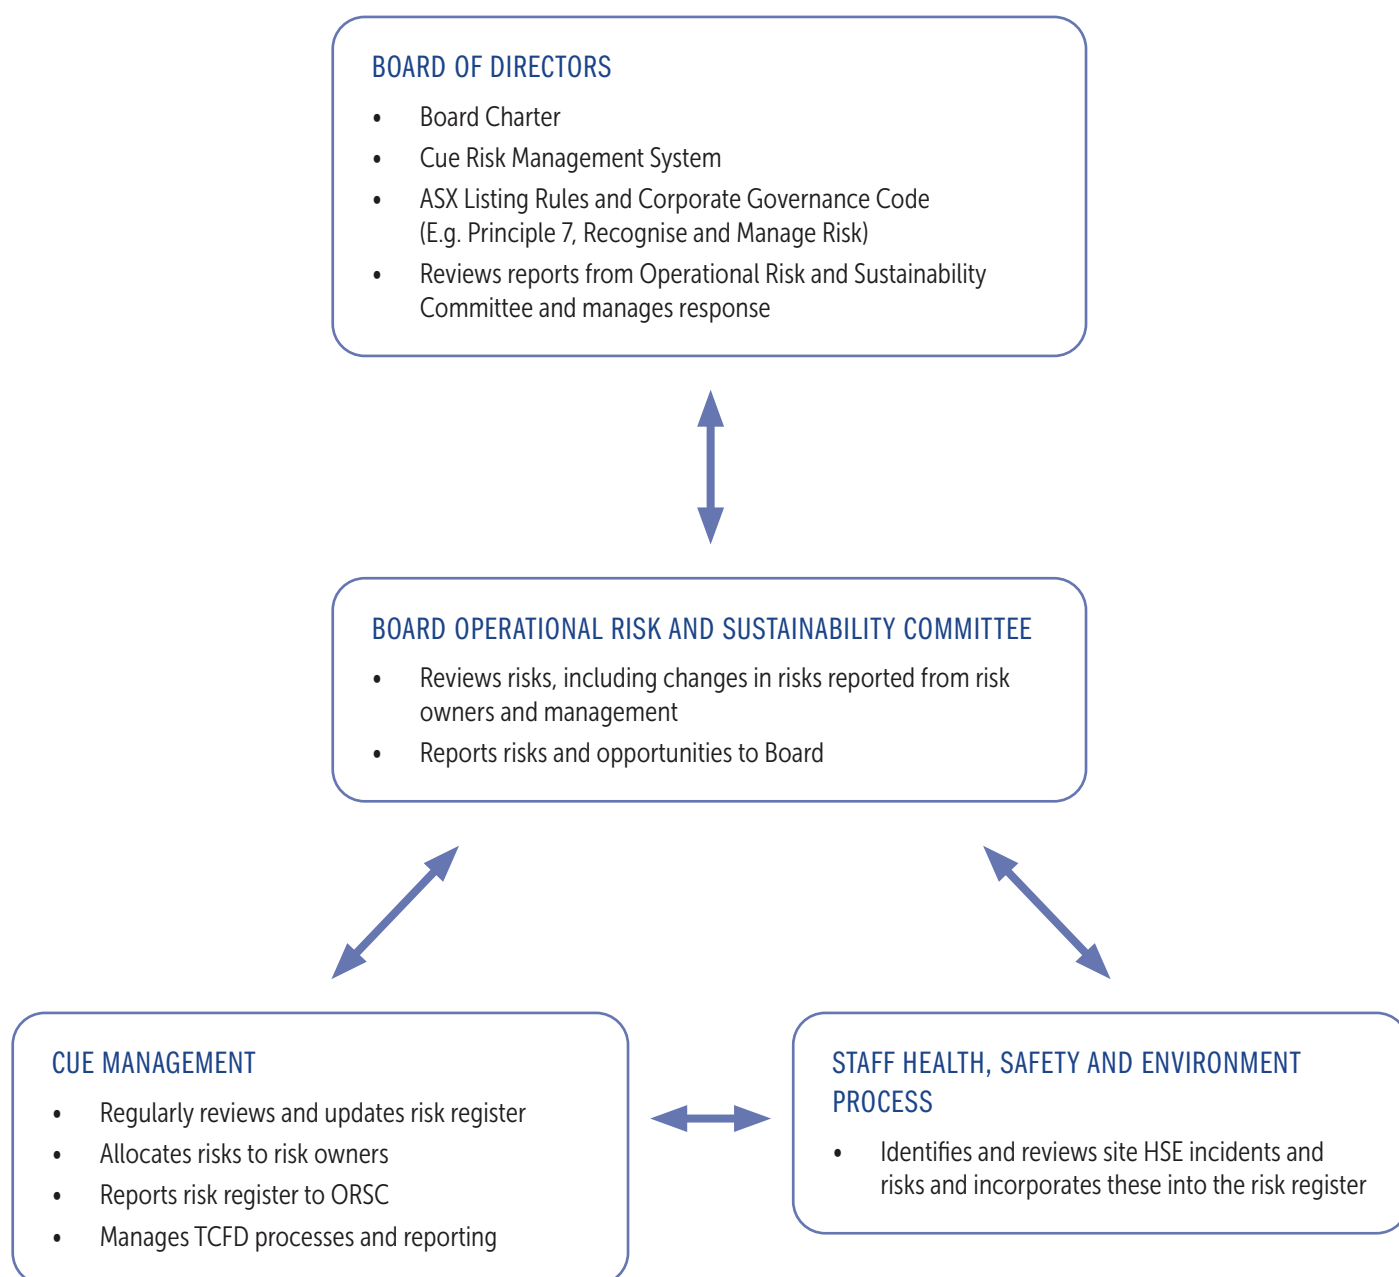 BOARD OF DIRECTORS
• Board Charter
• Cue Risk Management System
• ASX Listing Rules and Corporate Governance Code
(E.g. Principle 7, Recognise and Manage Risk)
• Reviews reports from Operational Risk and Sustainability
Committee and manages response
BOARD OPERATIONAL RISK AND SUSTAINABILITY COMMITTEE
• Reviews risks, including changes in risks reported from risk
owners and management
• Reports risks and opportunities to Board
CUE MANAGEMENT
• Regularly reviews and updates risk register
• Allocates risks to risk owners
• Reports risk register to ORSC
• Manages TCFD processes and reporting
STAFF HEALTH, SAFETY AND ENVIRONMENT
PROCESS
• Identifies and reviews site HSE incidents and
risks and incorporates these into the risk register